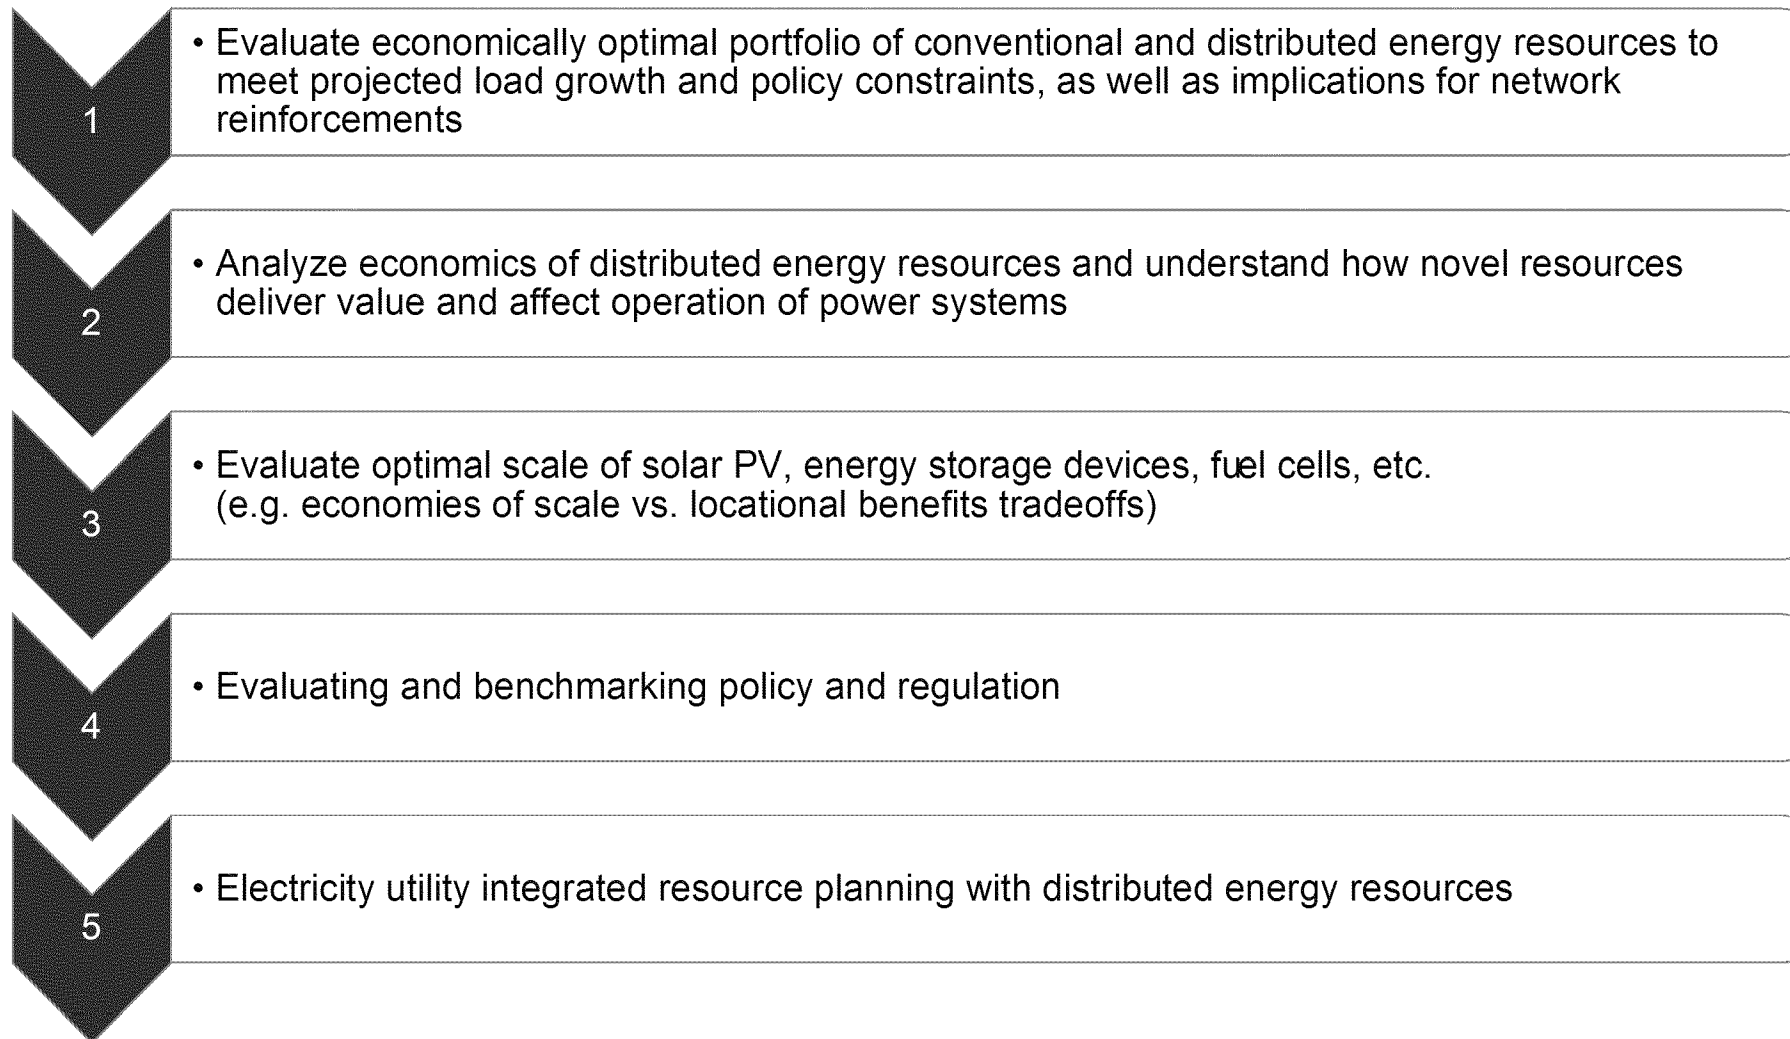 1
• Evaluate economically optimal portfolio of conventional and distributed energy resources to
meet projected load growth and policy constraints, as well as implications for network
reinforcements
2
• Analyze economics of distributed energy resources and understand how novel resources
deliver value and affect operation of power systems
3
• Evaluate optimal scale of solar PV, energy storage devices, fuel cells, etc.
(e.g. economies of scale vs. locational benefits tradeoffs)
4
• Evaluating and benchmarking policy and regulation
5
• Electricity utility integrated resource planning with distributed energy resources